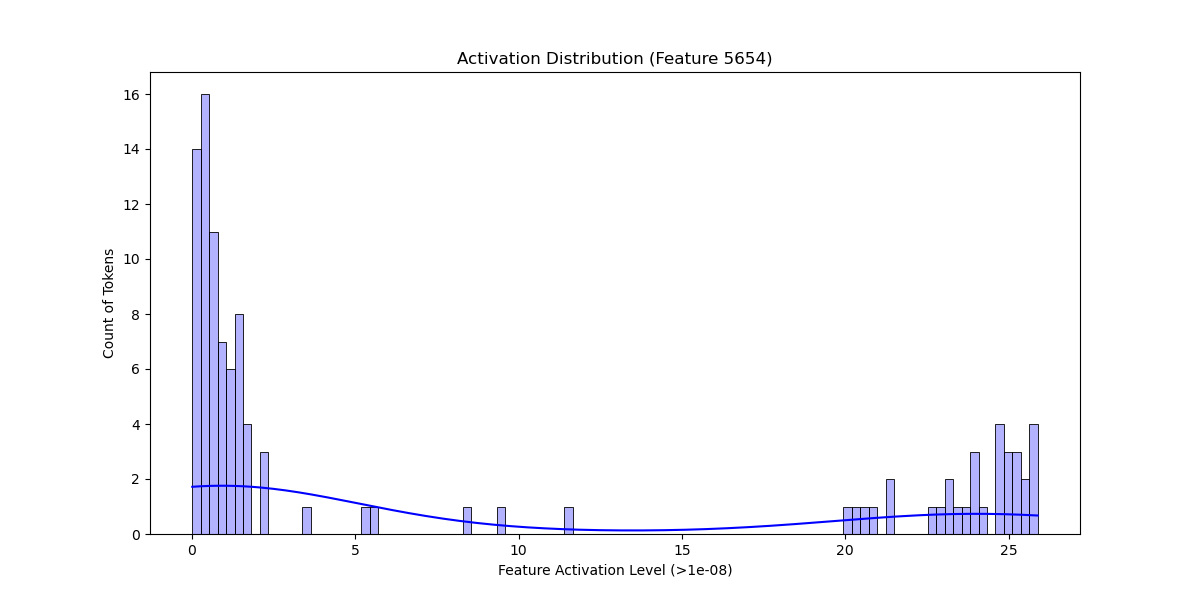 Activation Distribution (Feature 5654)
Count of Tokens
16
14
12
10
8
6
4
2
0
0 5 10 15 20 25
Feature Activation Level (>1e-08)